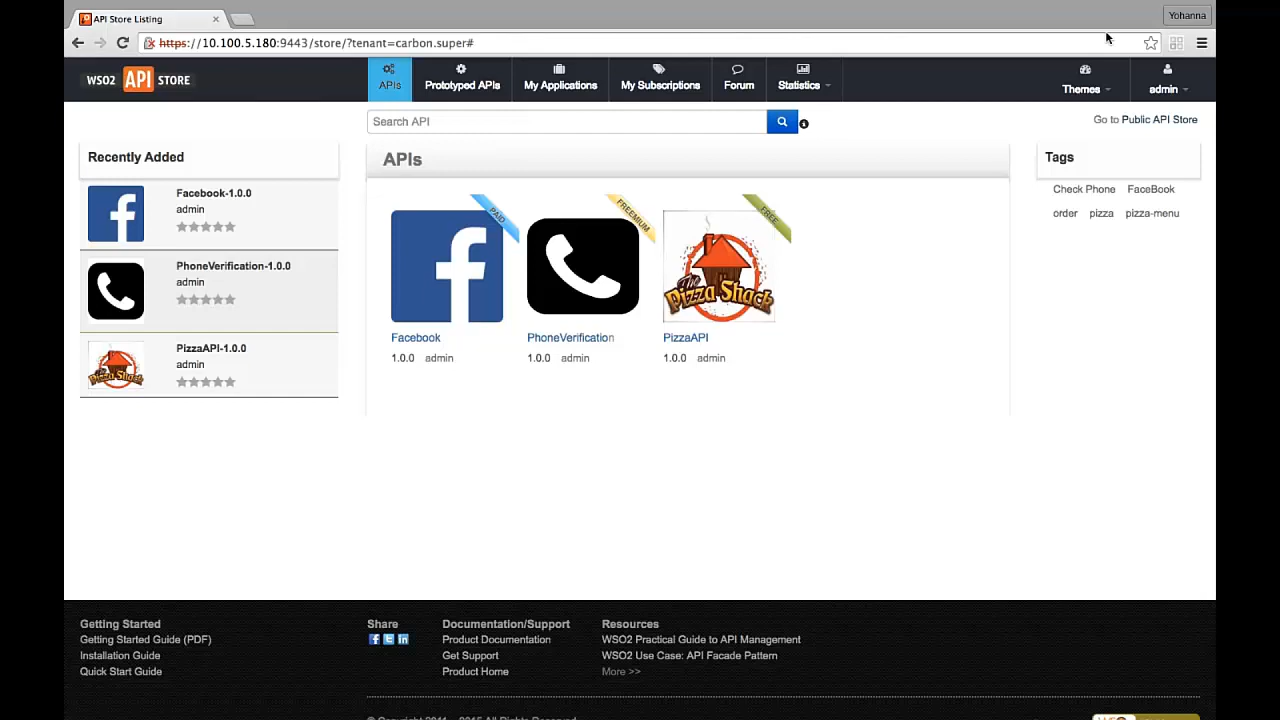 API Store Listing
Yohanna
https://10.100.5.180:9443/store/?tenant=carbon.super#
WSO2 API STORE
APIs
Prototyped APIs
My Applications
My Subscriptions
Forum
Statistics
Themes
admin
Search API
Go to Public API Store
Recently Added
Facebook-1.0.0
admin
PhoneVerification-1.0.0
admin
PizzaAPI-1.0.0
admin
APIs
PAID
Facebook
1.0.0 admin
FREEMIUM
PhoneVerification
1.0.0 admin
FREE
The
Pizza Shack
PizzaAPI
1.0.0 admin
Tags
Check Phone FaceBook
order pizza pizza-menu
Getting Started
Getting Started Guide (PDF)
Installation Guide
Quick Start Guide
Share
Documentation/Support
Product Documentation
Get Support
Product Home
Resources
WSO2 Practical Guide to API Management
WSO2 Use Case: API Facade Pattern
More >>